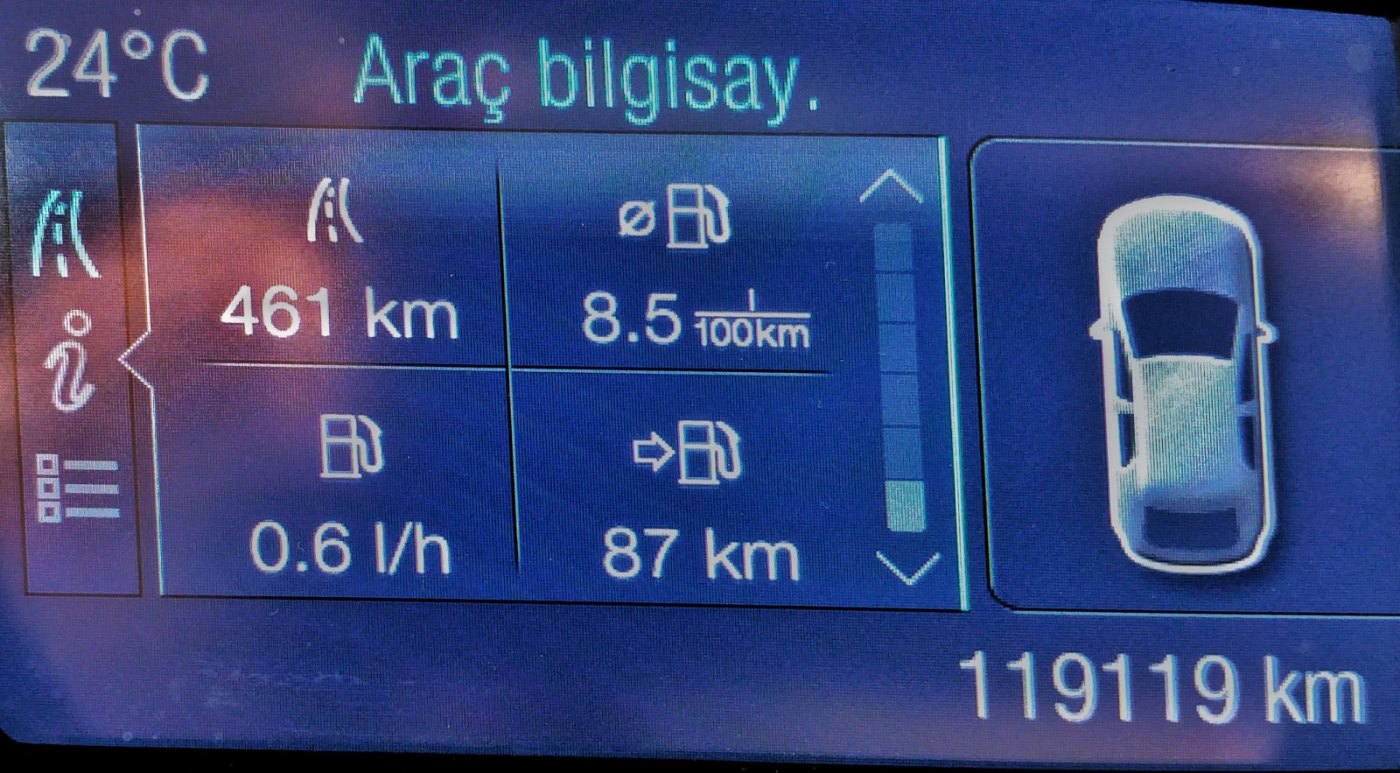 24°C Araç bilgisay.
461 km 8.5 l/100km
0.6 l/h 87 km
119119 km